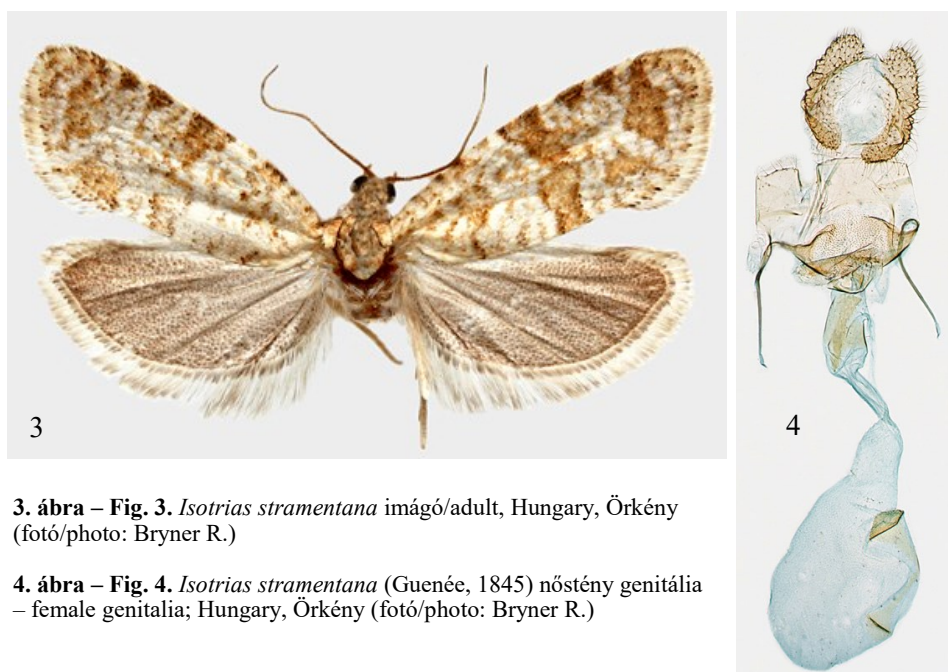 3
4
3. ábra – Fig. 3. Isotrias stramentana imágó/adult, Hungary, Örkény
(fotó/photo: Bryner R.)
4. ábra – Fig. 4. Isotrias stramentana (Guenée, 1845) nőstény genitália
– female genitalia; Hungary, Örkény (fotó/photo: Bryner R.)